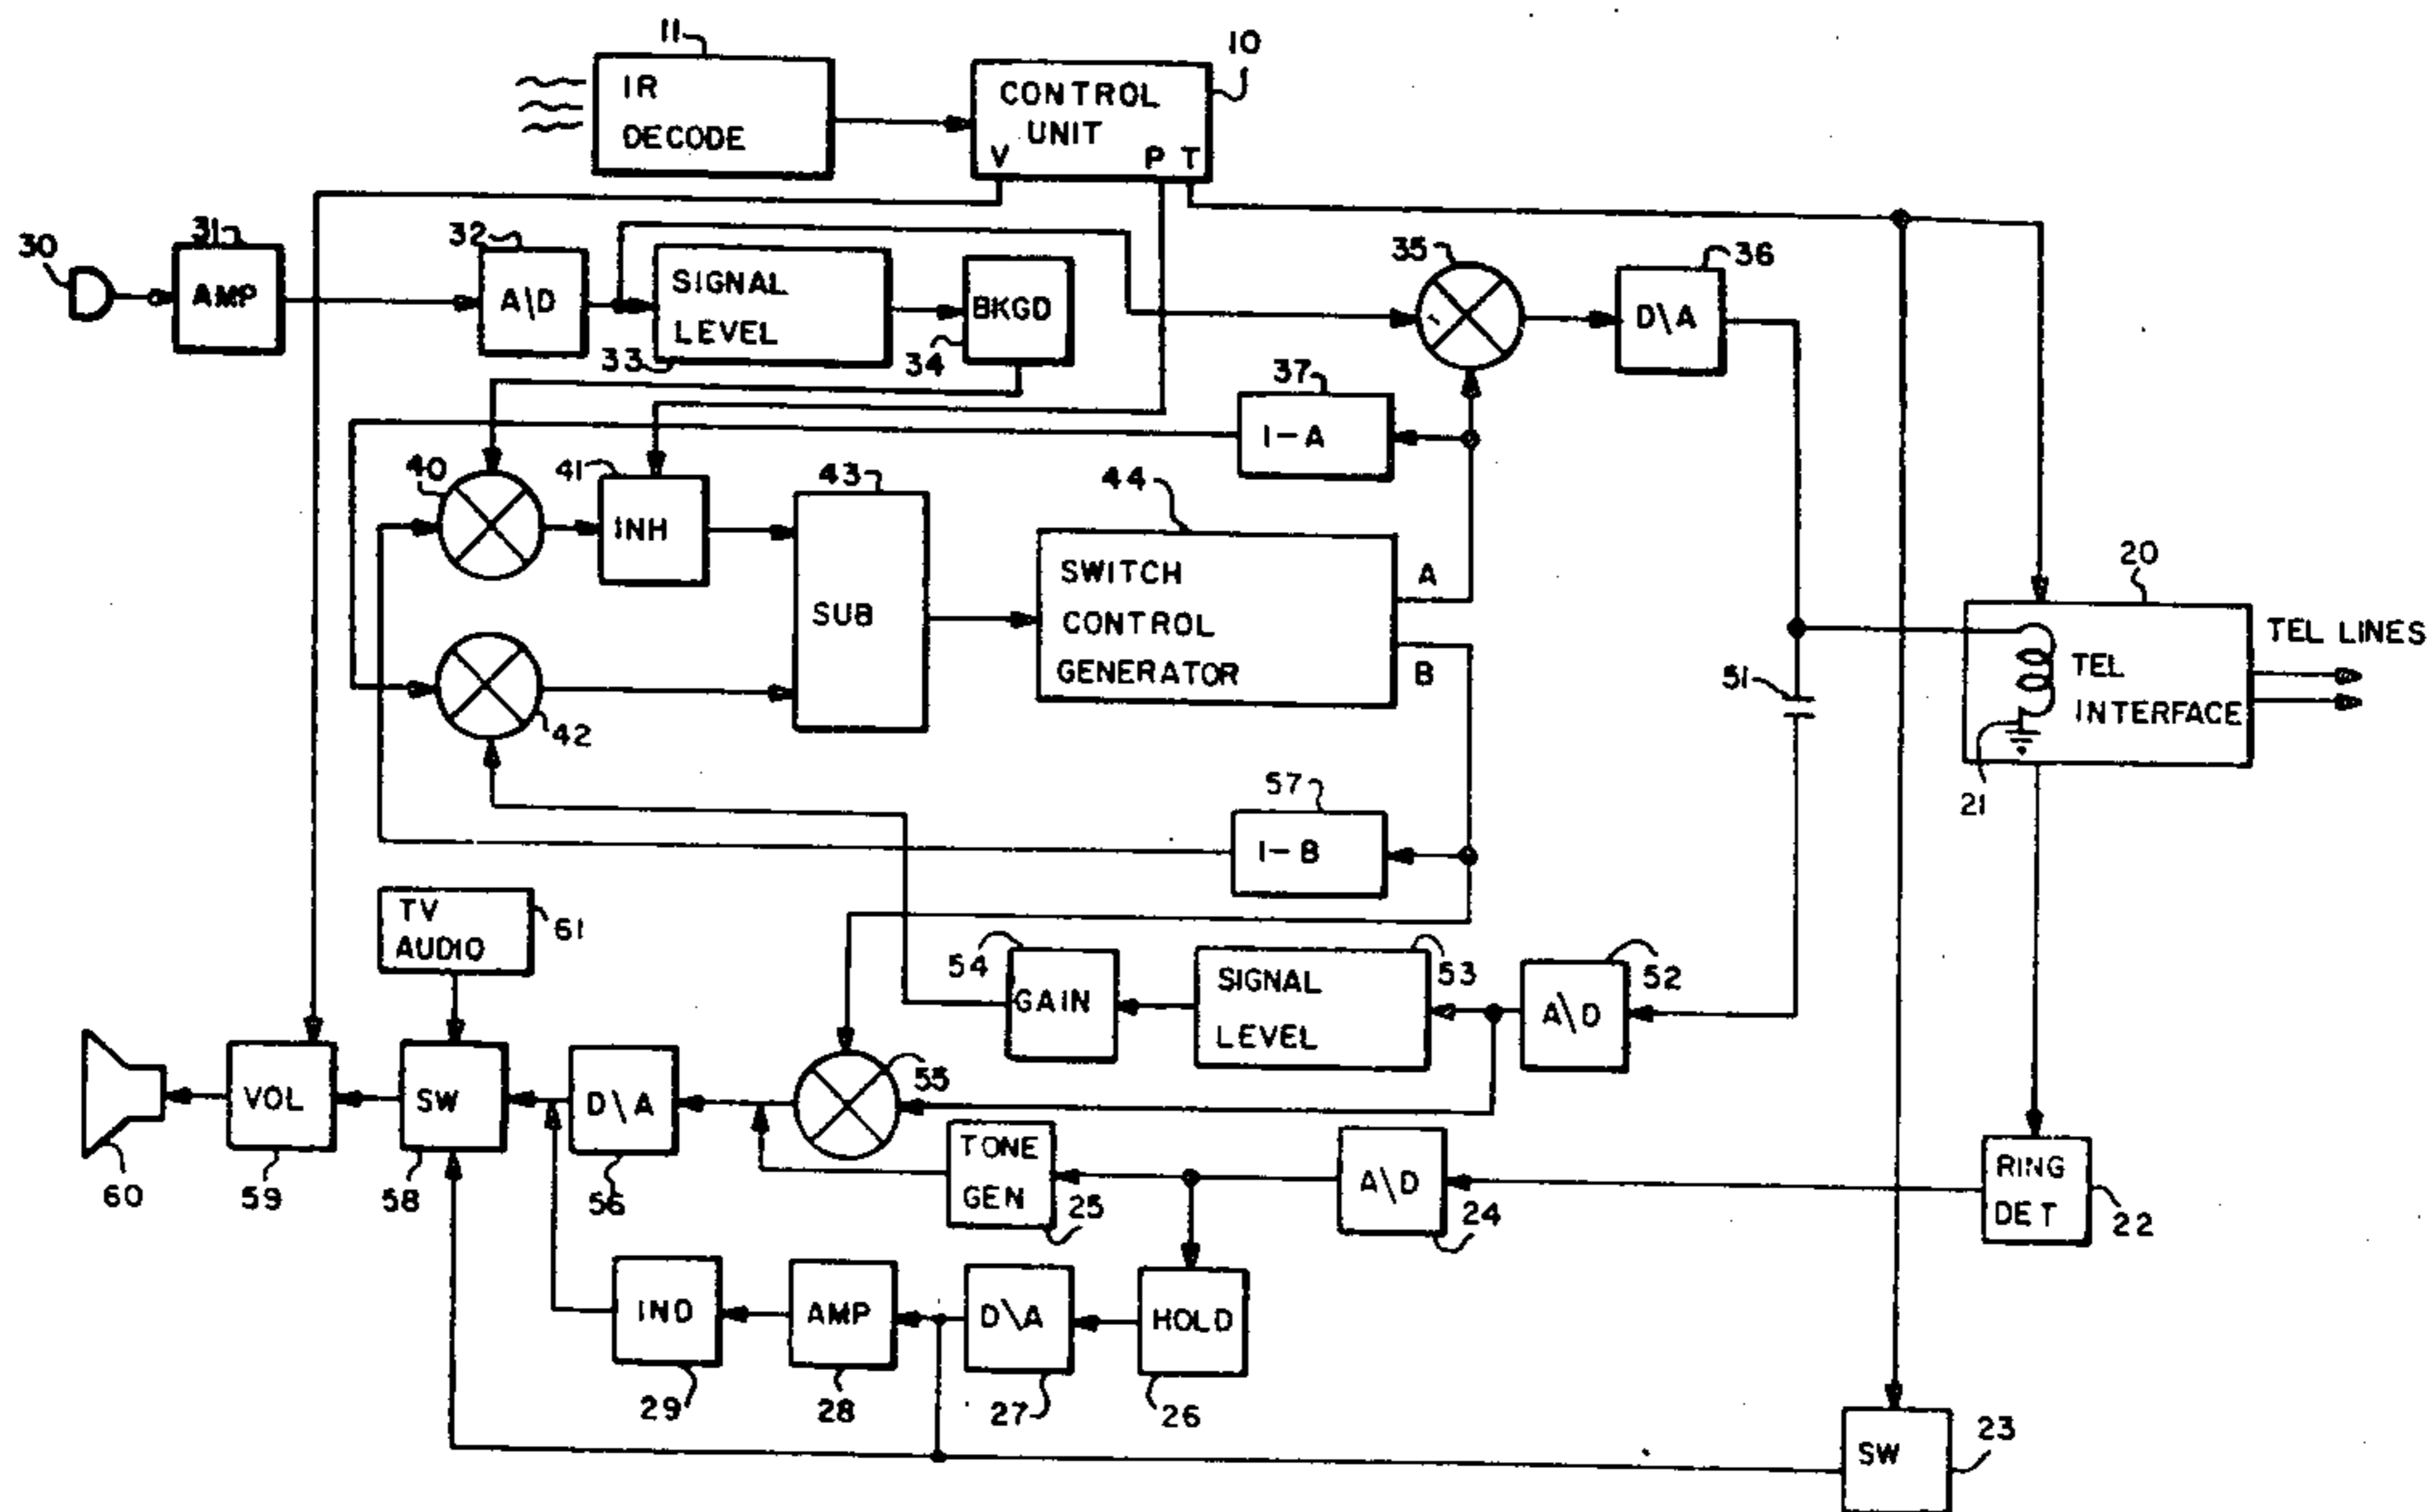 11
10
IR
DECODE
CONTROL
UNIT
V
P T
30
31
AMP
32
A\D
SIGNAL
LEVEL
33
BKGD
34
35
D\A
36
37
1-A
40
41
INH
43
SUB
44
SWITCH
CONTROL
GENERATOR
A
B
42
20
TEL LINES
TEL
INTERFACE
21
51
57
1-B
TV
AUDIO
61
54
GAIN
SIGNAL
LEVEL
53
A\D
52
60
VOL
59
SW
58
D\A
56
55
TONE
GEN
25
A\D
24
RING
DET
22
IND
29
AMP
28
D\A
27
HOLD
26
SW
23